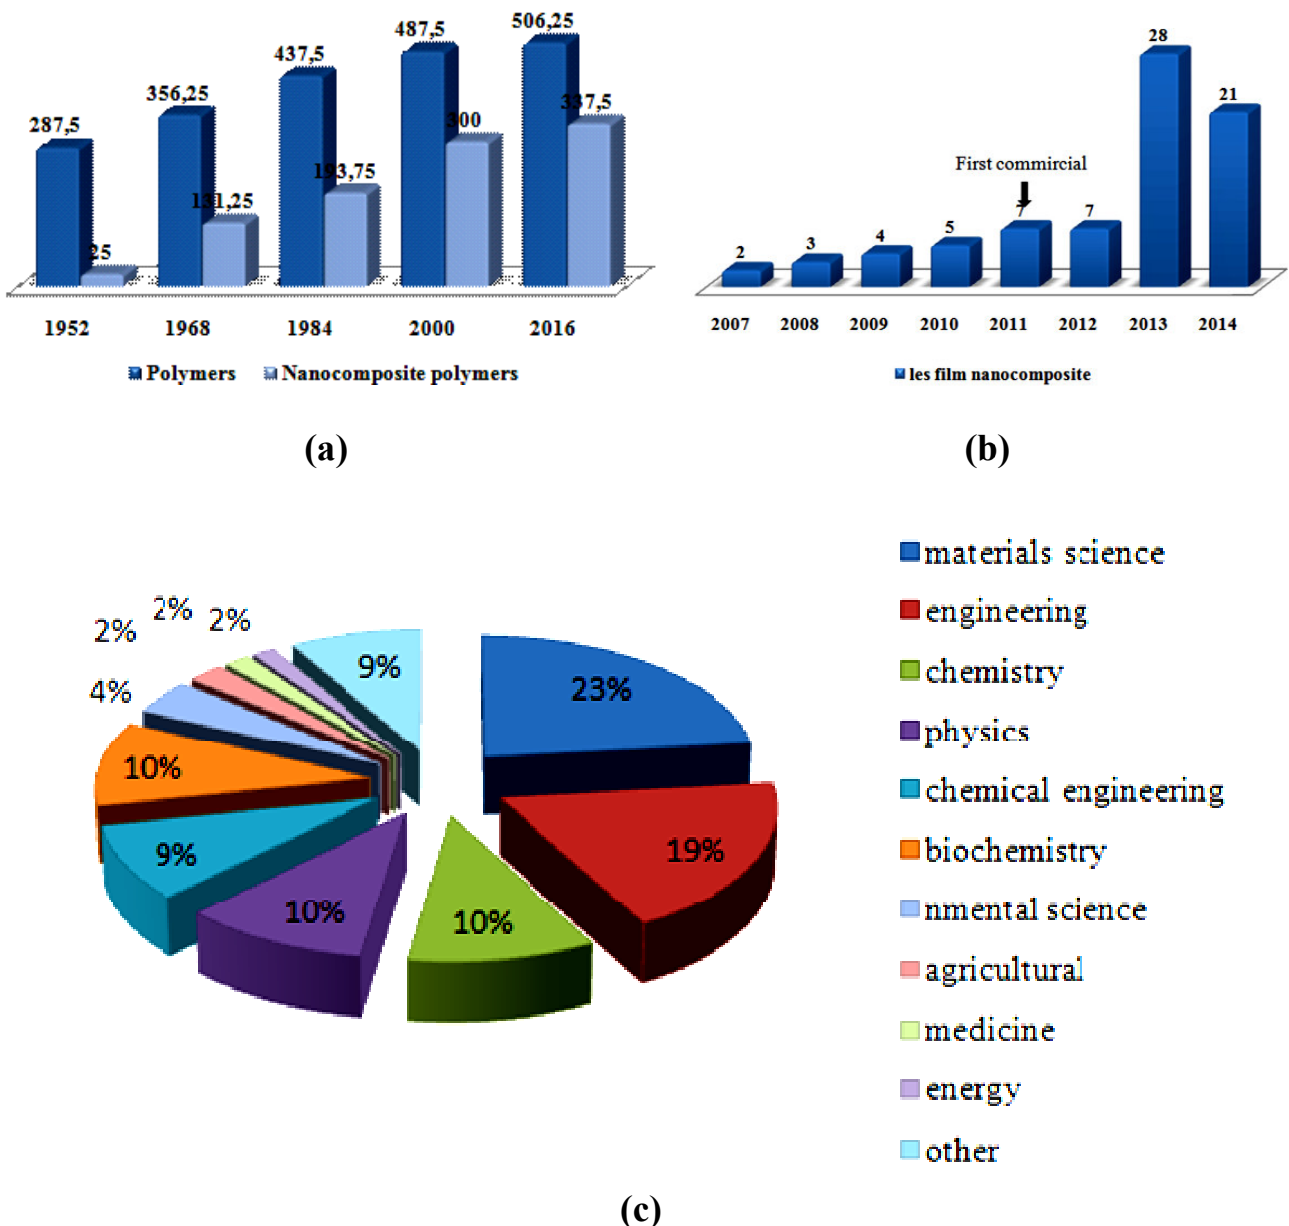 287,5 356,25 437,5 487,5 506,25
25 131,25 193,75 300 337,5
1952 1968 1984 2000 2016
Polymers Nanocomposite polymers
(a)
First commircial
2 3 4 5 7 7 28 21
2007 2008 2009 2010 2011 2012 2013 2014
les film nanocomposite
(b)
23%
19%
10%
10%
9%
10%
4%
2%
2%
2%
9%
materials science
engineering
chemistry
physics
chemical engineering
biochemistry
nmental science
agricultural
medicine
energy
other
(c)